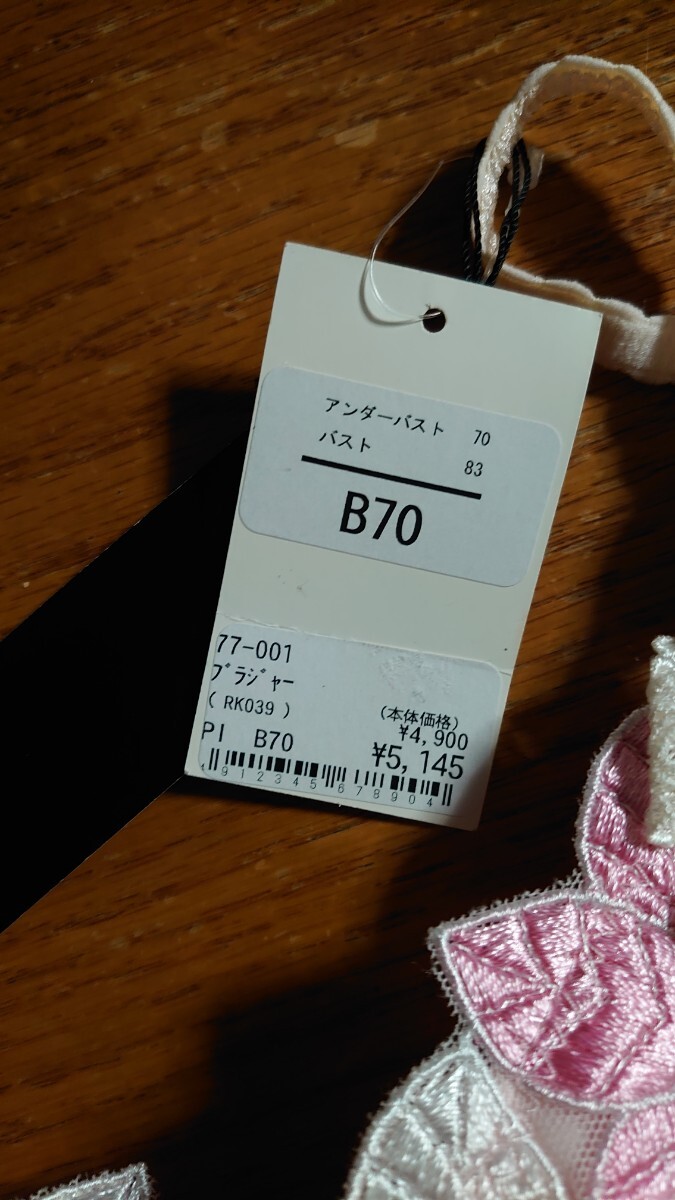 アンダーバスト 70
バスト 83
B70
77-001
ﾌﾞﾗｼﾞｬｰ
( RK039 )
(本体価格)
¥4,900
PI B70
¥5,145
912345678904